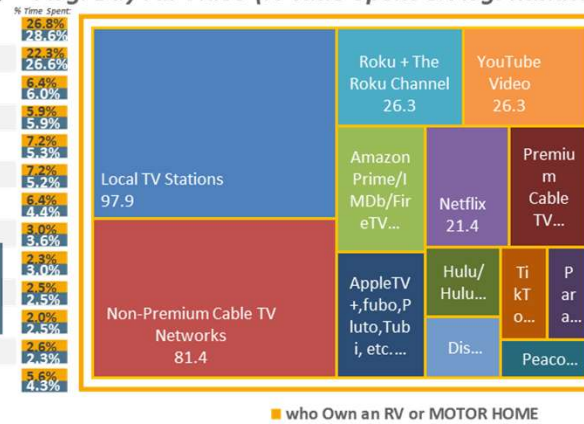 % Time Spent:
26.8%
28.6%
22.3%
26.6%
6.4%
6.0%
5.9%
5.9%
7.2%
5.3%
7.2%
5.2%
6.4%
4.4%
3.0%
3.6%
2.3%
3.0%
2.5%
2.5%
2.0%
2.5%
2.6%
2.3%
5.6%
4.3%
Local TV Stations
97.9
Non-Premium Cable TV
Networks
81.4
Roku + The
Roku Channel
26.3
YouTube
Video
26.3
Amazon
Prime/I
MDb/Fir
eTV...
Netflix
21.4
Premiu
m
Cable
TV...
AppleTV
+,fubo,P
luto,Tub
i, etc....
Hulu/
Hulu...
Ti
kT
o...
P
ar
a...
Dis...
Peaco...
who Own an RV or MOTOR HOME